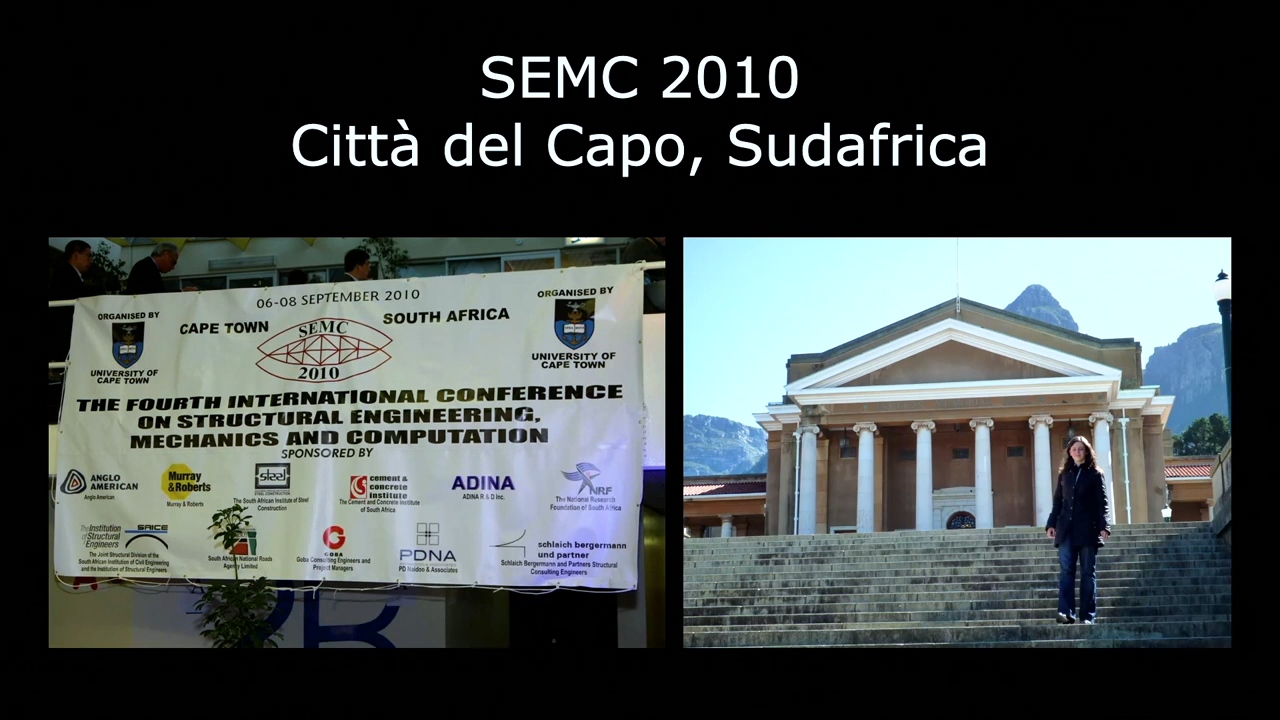 SEMC 2010
Città del Capo, Sudafrica
06-08 SEPTEMBER 2010
ORGANISED BY
UNIVERSITY OF
CAPE TOWN
CAPE TOWN
SEMC
2010
SOUTH AFRICA
ORGANISED BY
UNIVERSITY OF
CAPE TOWN
THE FOURTH INTERNATIONAL CONFERENCE
ON STRUCTURAL ENGINEERING,
MECHANICS AND COMPUTATION
SPONSORED BY
ANGLO
AMERICAN
Anglo American
Murray
&Roberts
Murray & Roberts
steel
The South African Institute of Steel
Construction
cement &
concrete
institute
The Cement and Concrete Institute
of South Africa
ADINA
ADINA R & D Inc.
NRF
The National Research
Foundation of South Africa
The Institution
of Structural
Engineers
SAICE
The Joint Structural Division of the
South African Institution of Civil Engineering
and the Institution of Structural Engineers
South African National Roads
Agency Limited
GOBA
Goba Consulting Engineers and
Project Managers
PDNA
PD Naidoo & Associates
schlaich bergermann
und partner
Schlaich Bergermann und Partners Structural
Consulting Engineers